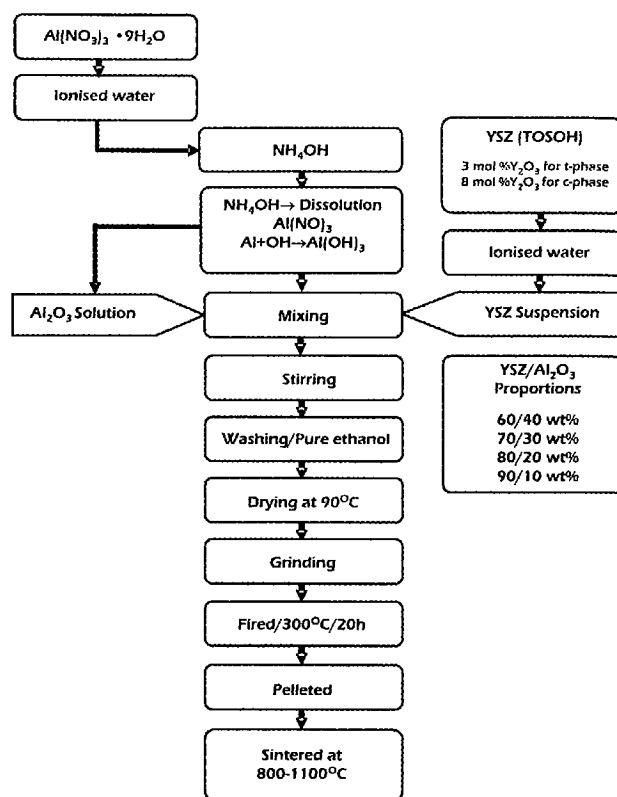 Al(NO₃)₃ •9H₂O
Ionised water
NH₄OH
NH₄OH→ Dissolution
Al(NO)₃
Al+OH→Al(OH)₃
YSZ (TOSOH)
3 mol %Y₂O₃ for t-phase
8 mol %Y₂O₃ for c-phase
Ionised water
Al₂O₃ Solution
Mixing
YSZ Suspension
Stirring
Washing/Pure ethanol
Drying at 90⁰C
Grinding
Fired/300⁰C/20h
Pelleted
Sintered at
800-1100⁰C
YSZ/Al₂O₃
Proportions
60/40 wt%
70/30 wt%
80/20 wt%
90/10 wt%